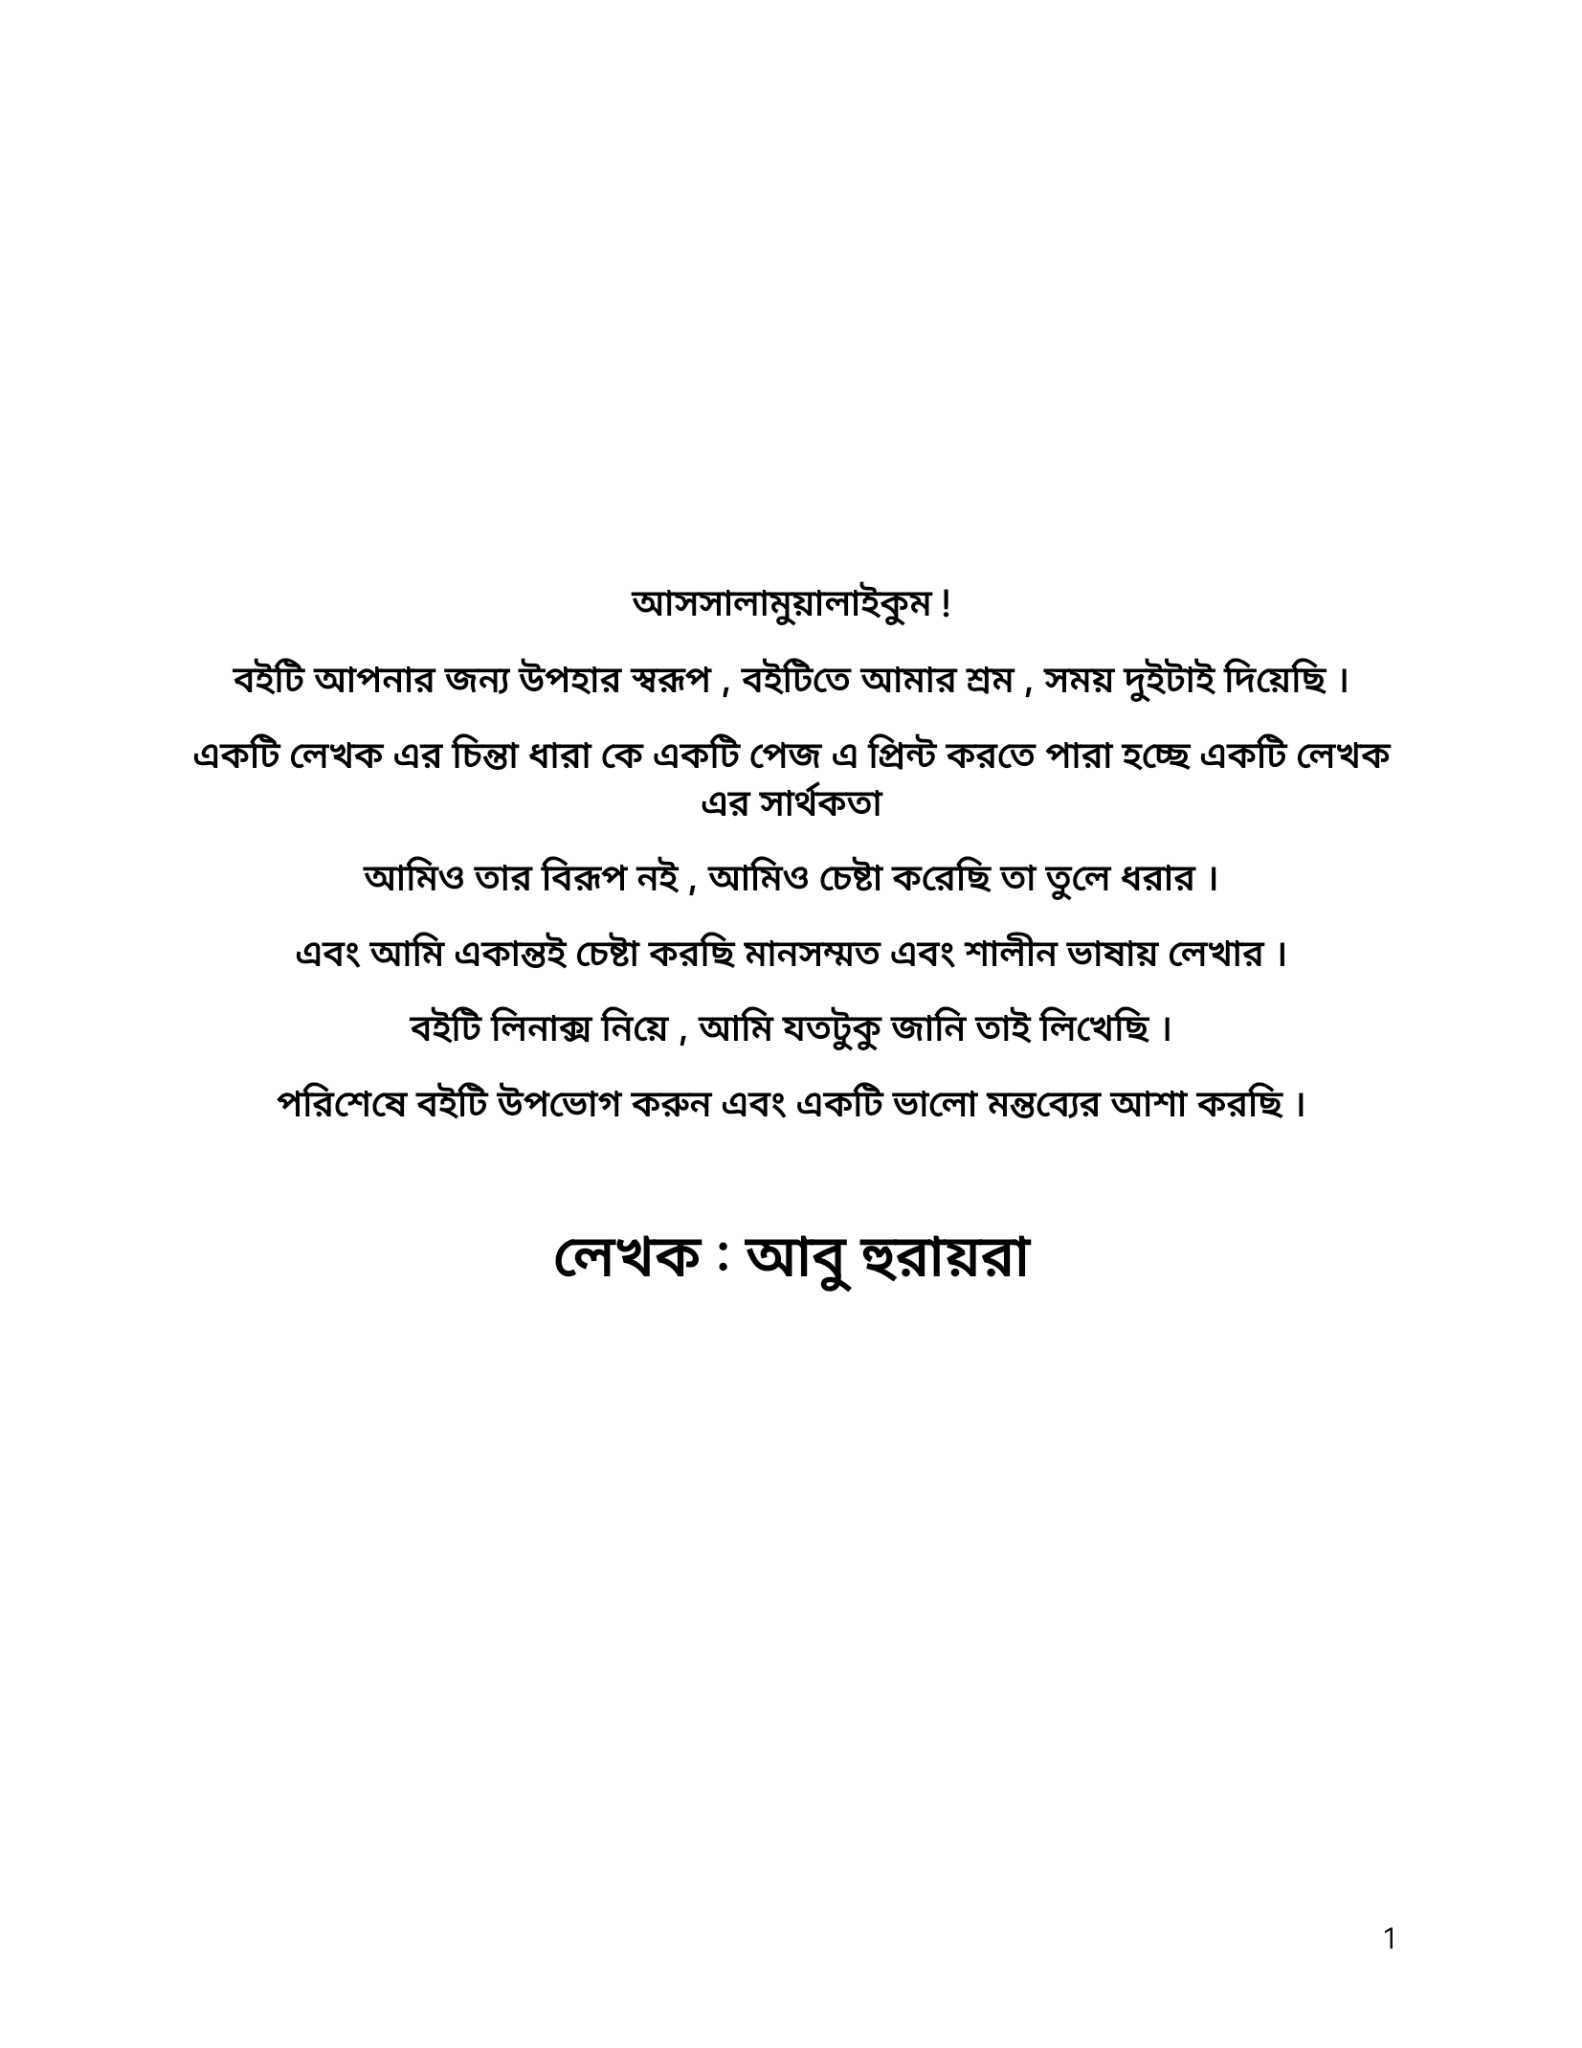 আসসালামুয়ালাইকুম !
বইটি আপনার জন্য উপহার স্বরূপ , বইটিতে আমার শ্রম , সময় দুইটাই দিয়েছি ।
একটি লেখক এর চিন্তা ধারা কে একটি পেজ এ প্রিন্ট করতে পারা হচ্ছে একটি লেখক
এর সার্থকতা
আমিও তার বিরূপ নই , আমিও চেষ্টা করেছি তা তুলে ধরার ।
এবং আমি একান্তই চেষ্টা করছি মানসম্মত এবং শালীন ভাষায় লেখার ।
বইটি লিনাক্স নিয়ে , আমি যতটুকু জানি তাই লিখেছি ।
পরিশেষে বইটি উপভোগ করুন এবং একটি ভালো মন্তব্যের আশা করছি ।
লেখক : আবু হুরায়রা
1